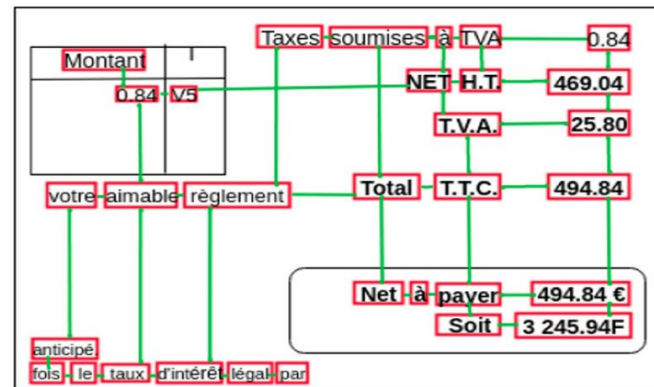 Taxes soumises à TVA 0.84
Montant
NET H.T. 469.04
0.84 V5
T.V.A. 25.80
votre aimable règlement Total T.T.C. 494.84
Net à payer 494.84 €
Soit 3 245.94F
anticipé.
fois le taux d'intérêt légal par